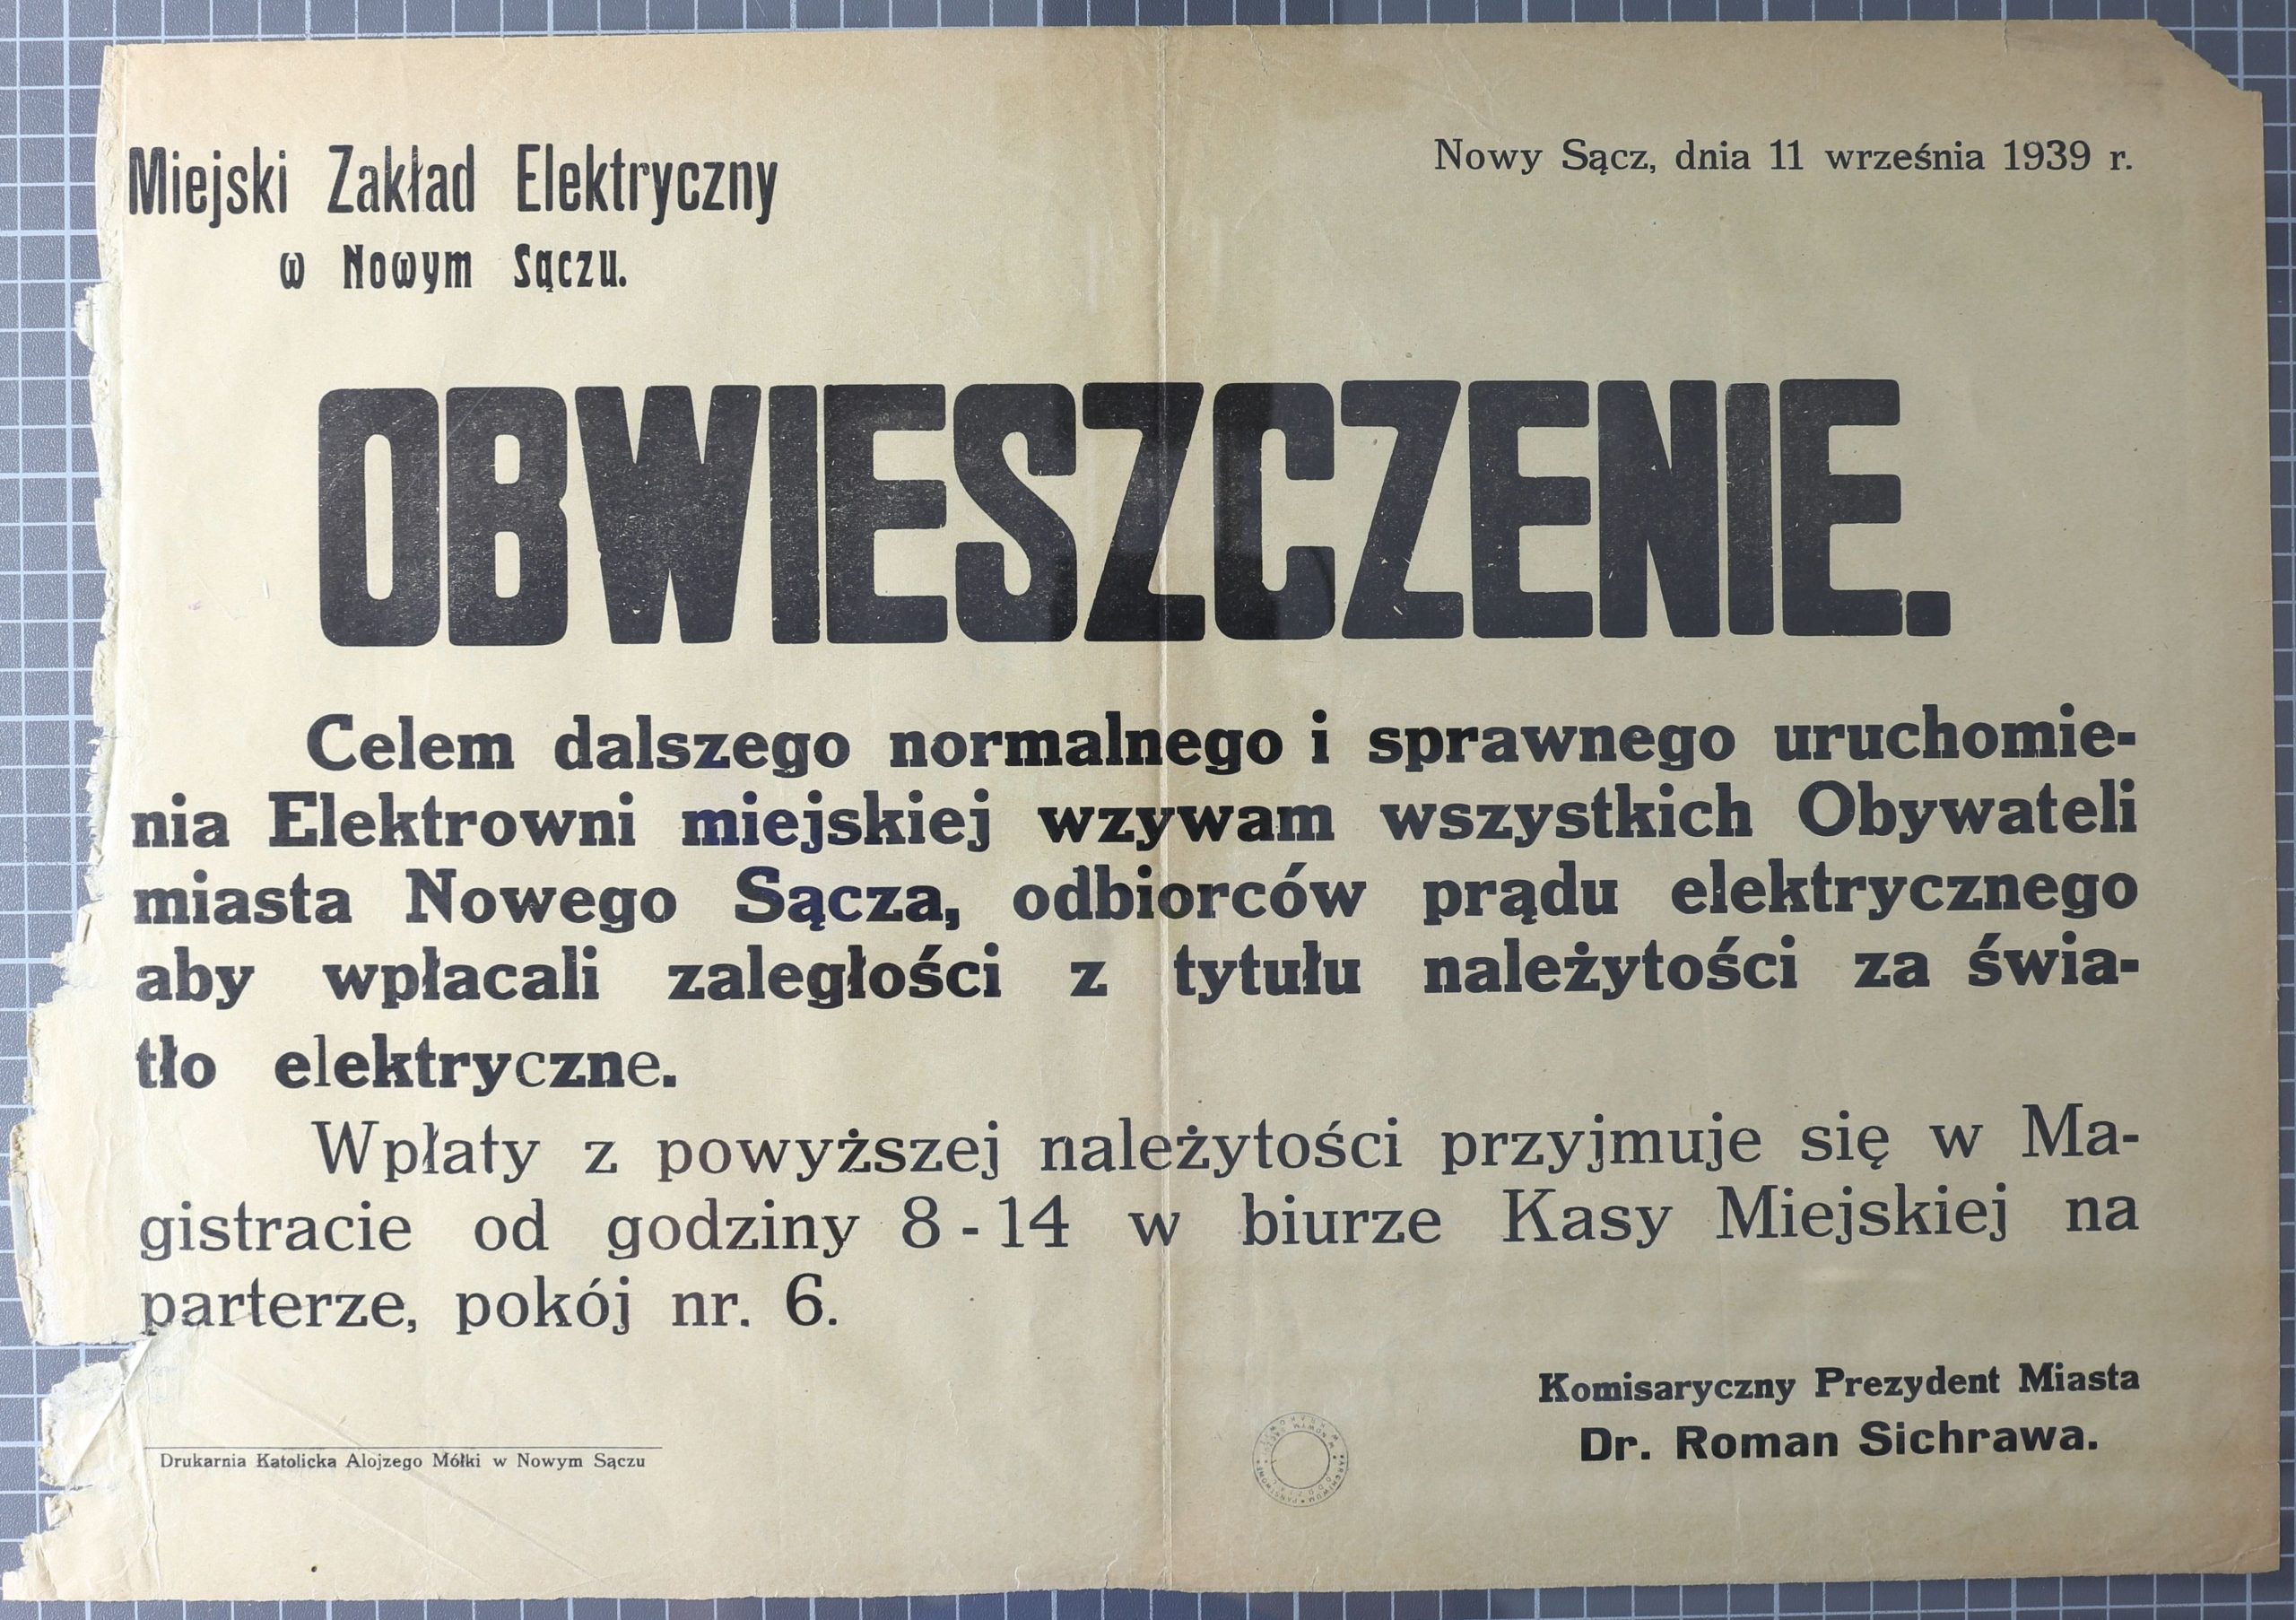 Miejski Zakład Elektryczny
w Nowym Sączu.
Nowy Sącz, dnia 11 września 1939 r.
OBWIESZCZENIE.
Celem dalszego normalnego i sprawnego uruchomie-
nia Elektrowni miejskiej wzywam wszystkich Obywateli
miasta Nowego Sącza, odbiorców prądu elektrycznego
aby wpłacali zaległości z tytułu należytości za świa-
tło elektryczne.
Wpłaty z powyższej należytości przyjmuje się w Ma-
gistracie od godziny 8 - 14 w biurze Kasy Miejskiej na
parterze, pokój nr. 6.
Komisaryczny Prezydent Miasta
Dr. Roman Sichrawa.
Drukarnia Katolicka Alojzego Mółki w Nowym Sączu